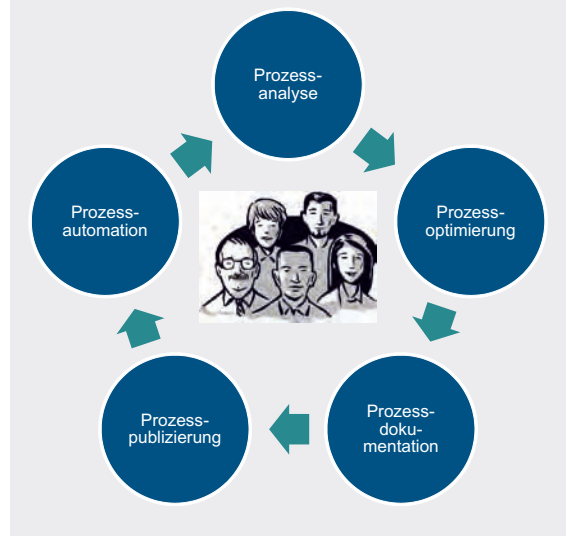 Prozess-
analyse
Prozess-
optimierung
Prozess-
doku-
mentation
Prozess-
publizierung
Prozess-
automation